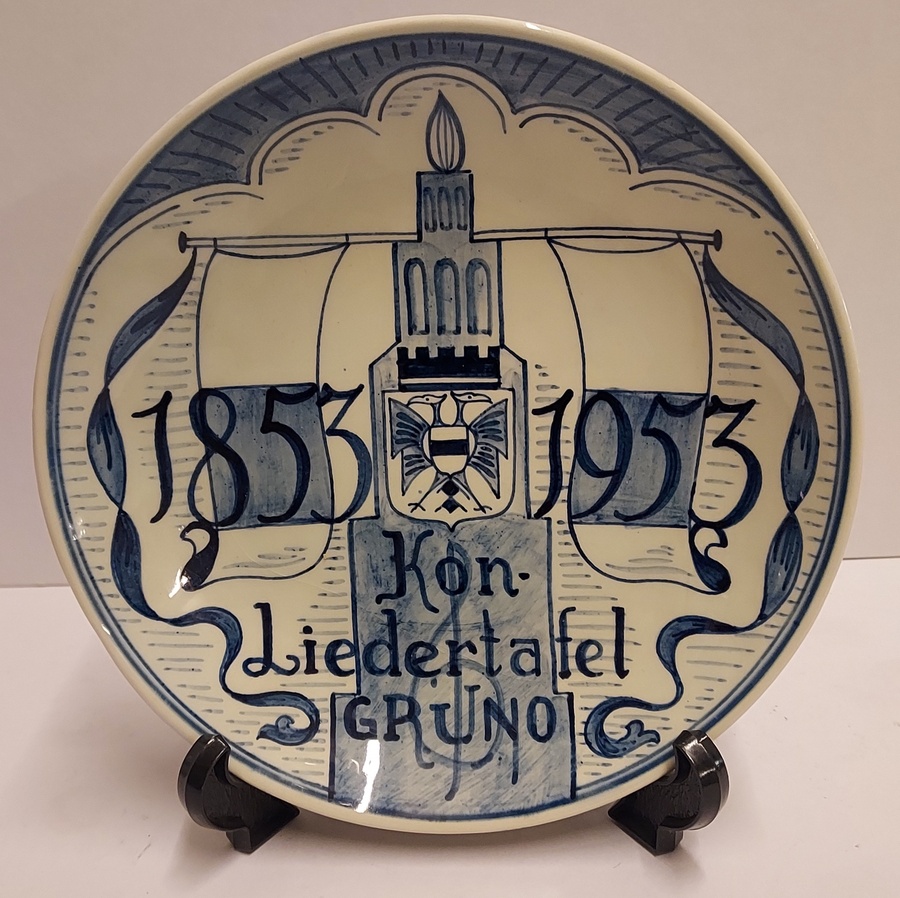 1853 1953
Kon.
Liedertafel
GRUNO